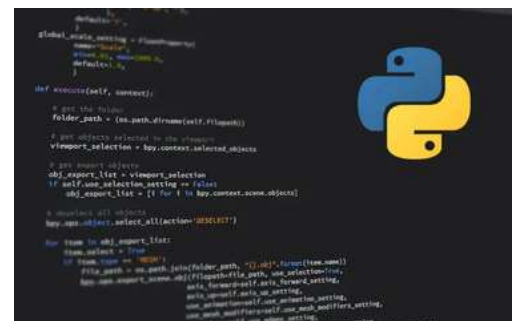 default='/',
)
global_scale_setting = FloatProperty(
name="Scale",
min=0.01, max=1000.0,
default=1.0,
)
def execute(self, context):
# get the folder
folder_path = (os.path.dirname(self.filepath))
# get objects selected in the viewport
viewport_selection = bpy.context.selected_objects
# get export objects
obj_export_list = viewport_selection
if self.use_selection_setting == False:
obj_export_list = [i for i in bpy.context.scene.objects]
# deselect all objects
bpy.ops.object.select_all(action='DESELECT')
for item in obj_export_list:
item.select = True
if item.type == 'MESH':
file_path = os.path.join(folder_path, "{}.obj".format(item.name))
bpy.ops.export_scene.obj(filepath=file_path, use_selection=True,
axis_forward=self.axis_forward_setting,
axis_up=self.axis_up_setting,
use_animation=self.use_animation_setting,
use_mesh_modifiers=self.use_mesh_modifiers_setting,